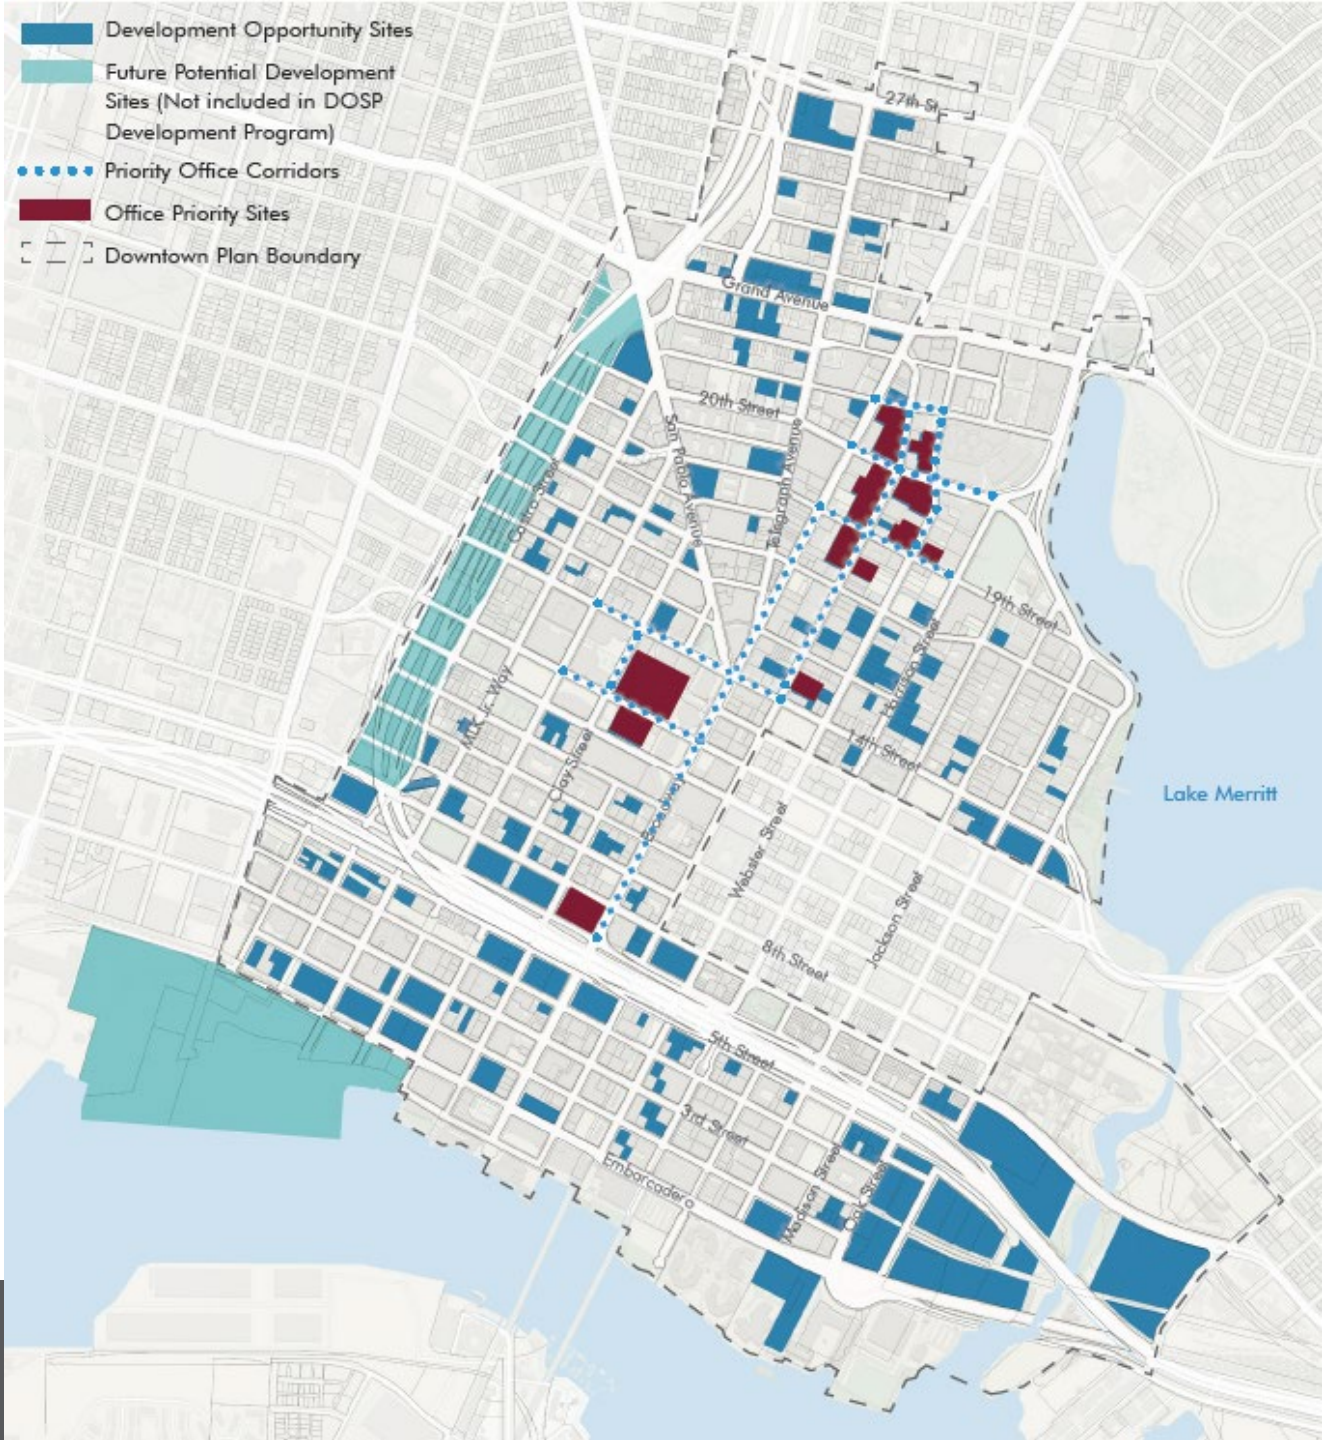 Development Opportunity Sites
Future Potential Development
Sites (Not included in DOSP
Development Program)
Priority Office Corridors
Office Priority Sites
Downtown Plan Boundary
27th St
Grand Avenue
20th Street
San Pablo Avenue
Telegraph Avenue
Castro Street
19th Street
Harrison Street
MLK Jr. Way
14th Street
Clay Street
Lake Merritt
Broadway
Webster Street
Jackson Street
8th Street
5th Street
3rd Street
Madison Street
Oak Street
Embarcadero